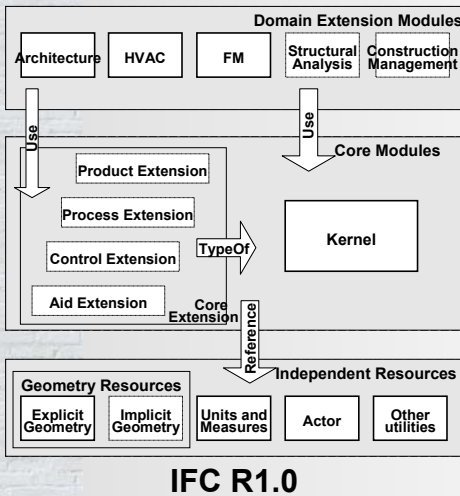 Domain Extension Modules
Architecture
HVAC
FM
Structural
Analysis
Construction
Management
Use
Use
Core Modules
Product Extension
Process Extension
Control Extension
Aid Extension
Core
Extension
TypeOf
Kernel
Reference
Independent Resources
Geometry Resources
Explicit
Geometry
Implicit
Geometry
Units and
Measures
Actor
Other
utilities
IFC R1.0